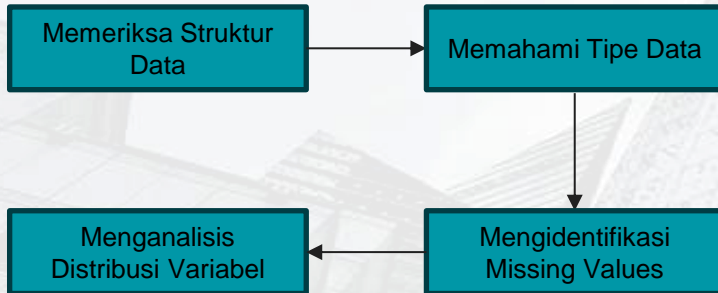 Memeriksa Struktur
Data
Memahami Tipe Data
Mengidentifikasi
Missing Values
Menganalisis
Distribusi Variabel